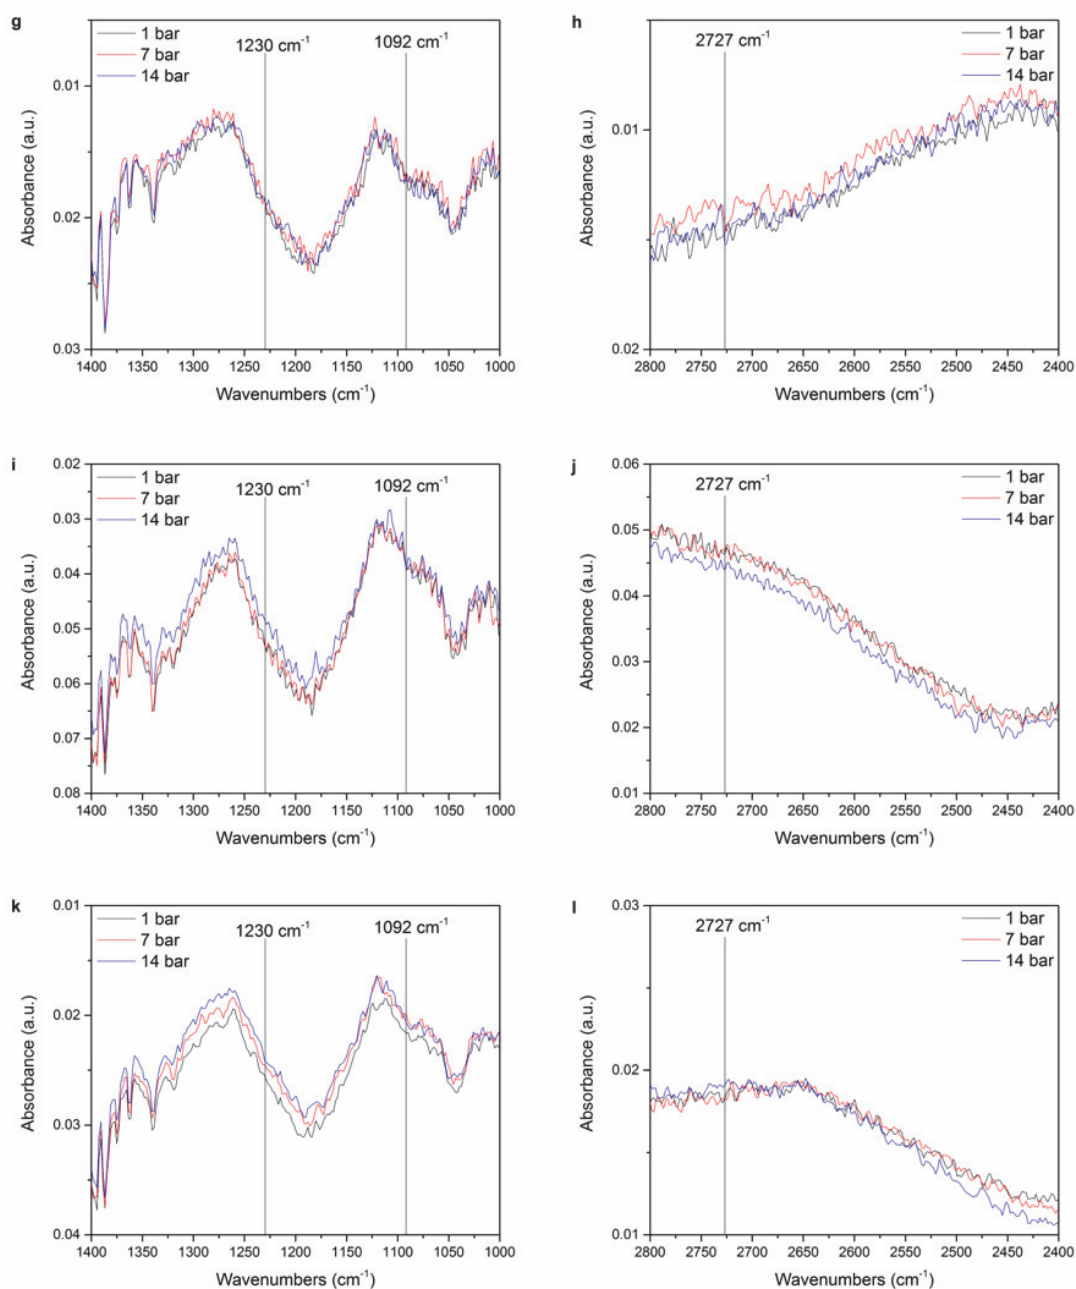 g
1 bar
7 bar
14 bar
1230 cm⁻¹
1092 cm⁻¹
Absorbance (a.u.)
0.01
0.02
0.03
1400 1350 1300 1250 1200 1150 1100 1050 1000
Wavenumbers (cm⁻¹)
h
2727 cm⁻¹
1 bar
7 bar
14 bar
Absorbance (a.u.)
0.01
0.02
2800 2750 2700 2650 2600 2550 2500 2450 2400
Wavenumbers (cm⁻¹)
i
1 bar
7 bar
14 bar
1230 cm⁻¹
1092 cm⁻¹
Absorbance (a.u.)
0.02
0.03
0.04
0.05
0.06
0.07
0.08
1400 1350 1300 1250 1200 1150 1100 1050 1000
Wavenumbers (cm⁻¹)
j
2727 cm⁻¹
1 bar
7 bar
14 bar
Absorbance (a.u.)
0.06
0.05
0.04
0.03
0.02
0.01
2800 2750 2700 2650 2600 2550 2500 2450 2400
Wavenumbers (cm⁻¹)
k
1 bar
7 bar
14 bar
1230 cm⁻¹
1092 cm⁻¹
Absorbance (a.u.)
0.01
0.02
0.03
0.04
1400 1350 1300 1250 1200 1150 1100 1050 1000
Wavenumbers (cm⁻¹)
l
2727 cm⁻¹
1 bar
7 bar
14 bar
Absorbance (a.u.)
0.03
0.02
0.01
2800 2750 2700 2650 2600 2550 2500 2450 2400
Wavenumbers (cm⁻¹)